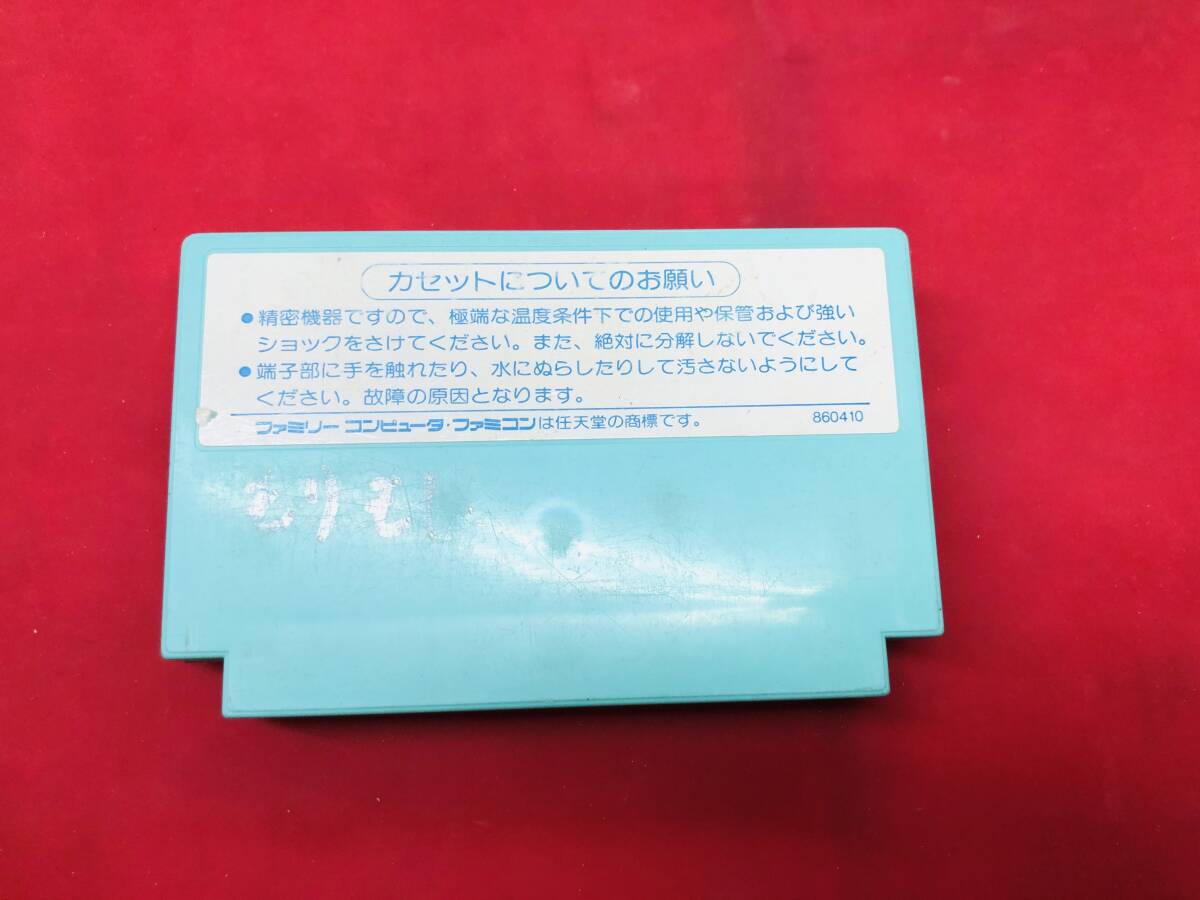 カセットについてのお願い
●精密機器ですので、極端な温度条件下での使用や保管および強い
ショックをさけてください。また、絶対に分解しないでください。
●端子部に手を触れたり、水にぬらしたりして汚さないようにして
ください。故障の原因となります。
ファミリー コンピュータ・ファミコンは任天堂の商標です。 860410